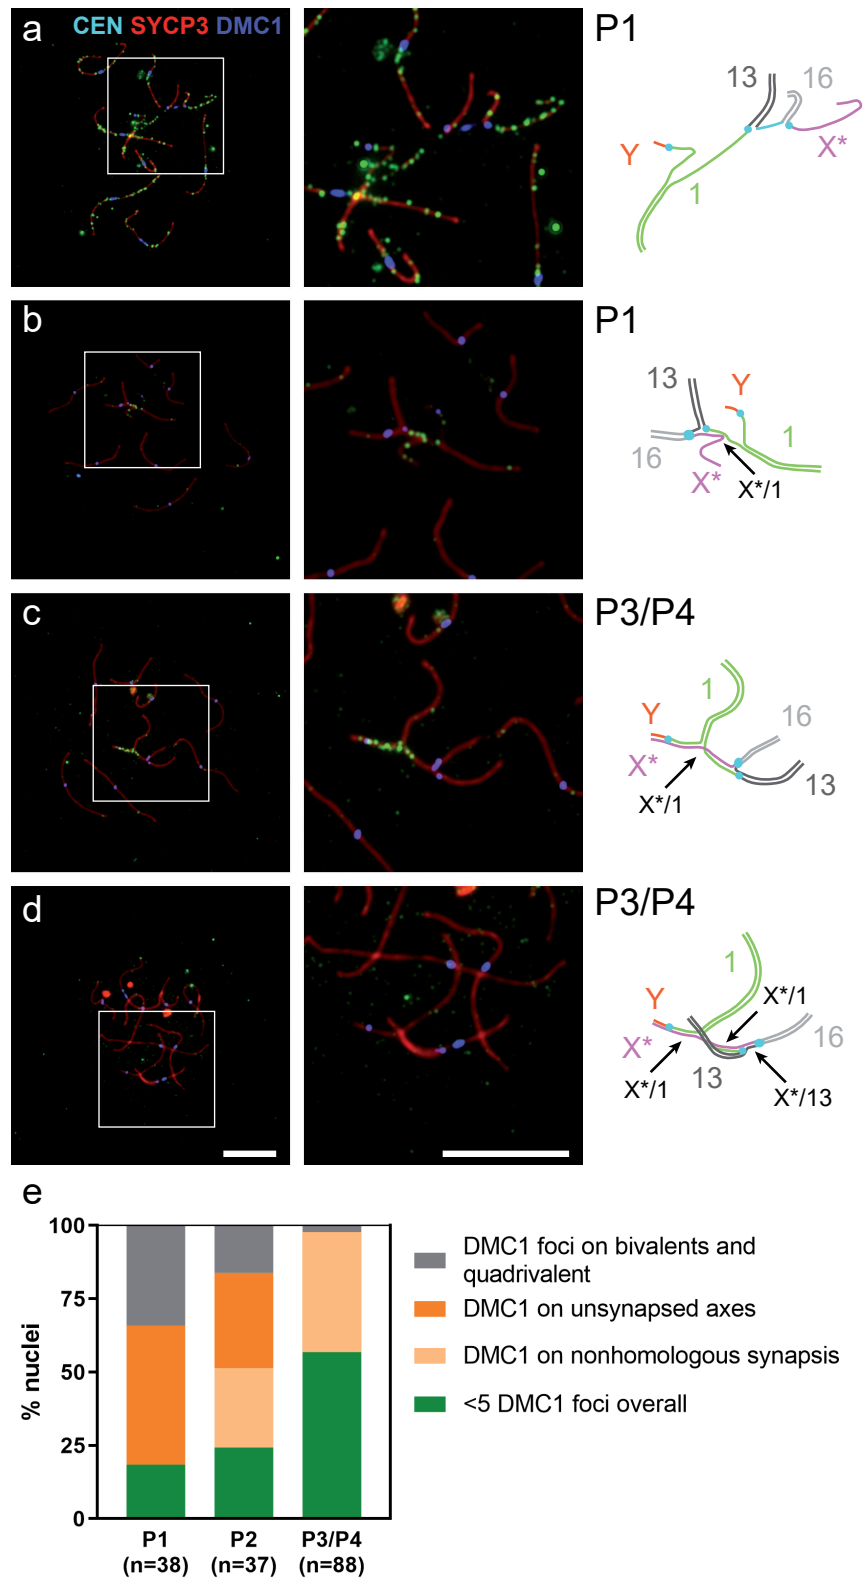 a
CEN SYCP3 DMC1
P1
13
16
X*
Y
1
b
P1
13
Y
1
16
X*
X*/1
c
P3/P4
1
Y
16
X*
13
X*/1
d
P3/P4
1
X*/1
Y
16
X*
13
X*/1
X*/13
e
100
75
50
25
0
% nuclei
P1
(n=38)
P2
(n=37)
P3/P4
(n=88)
DMC1 foci on bivalents and
quadrivalent
DMC1 on unsynapsed axes
DMC1 on nonhomologous synapsis
<5 DMC1 foci overall